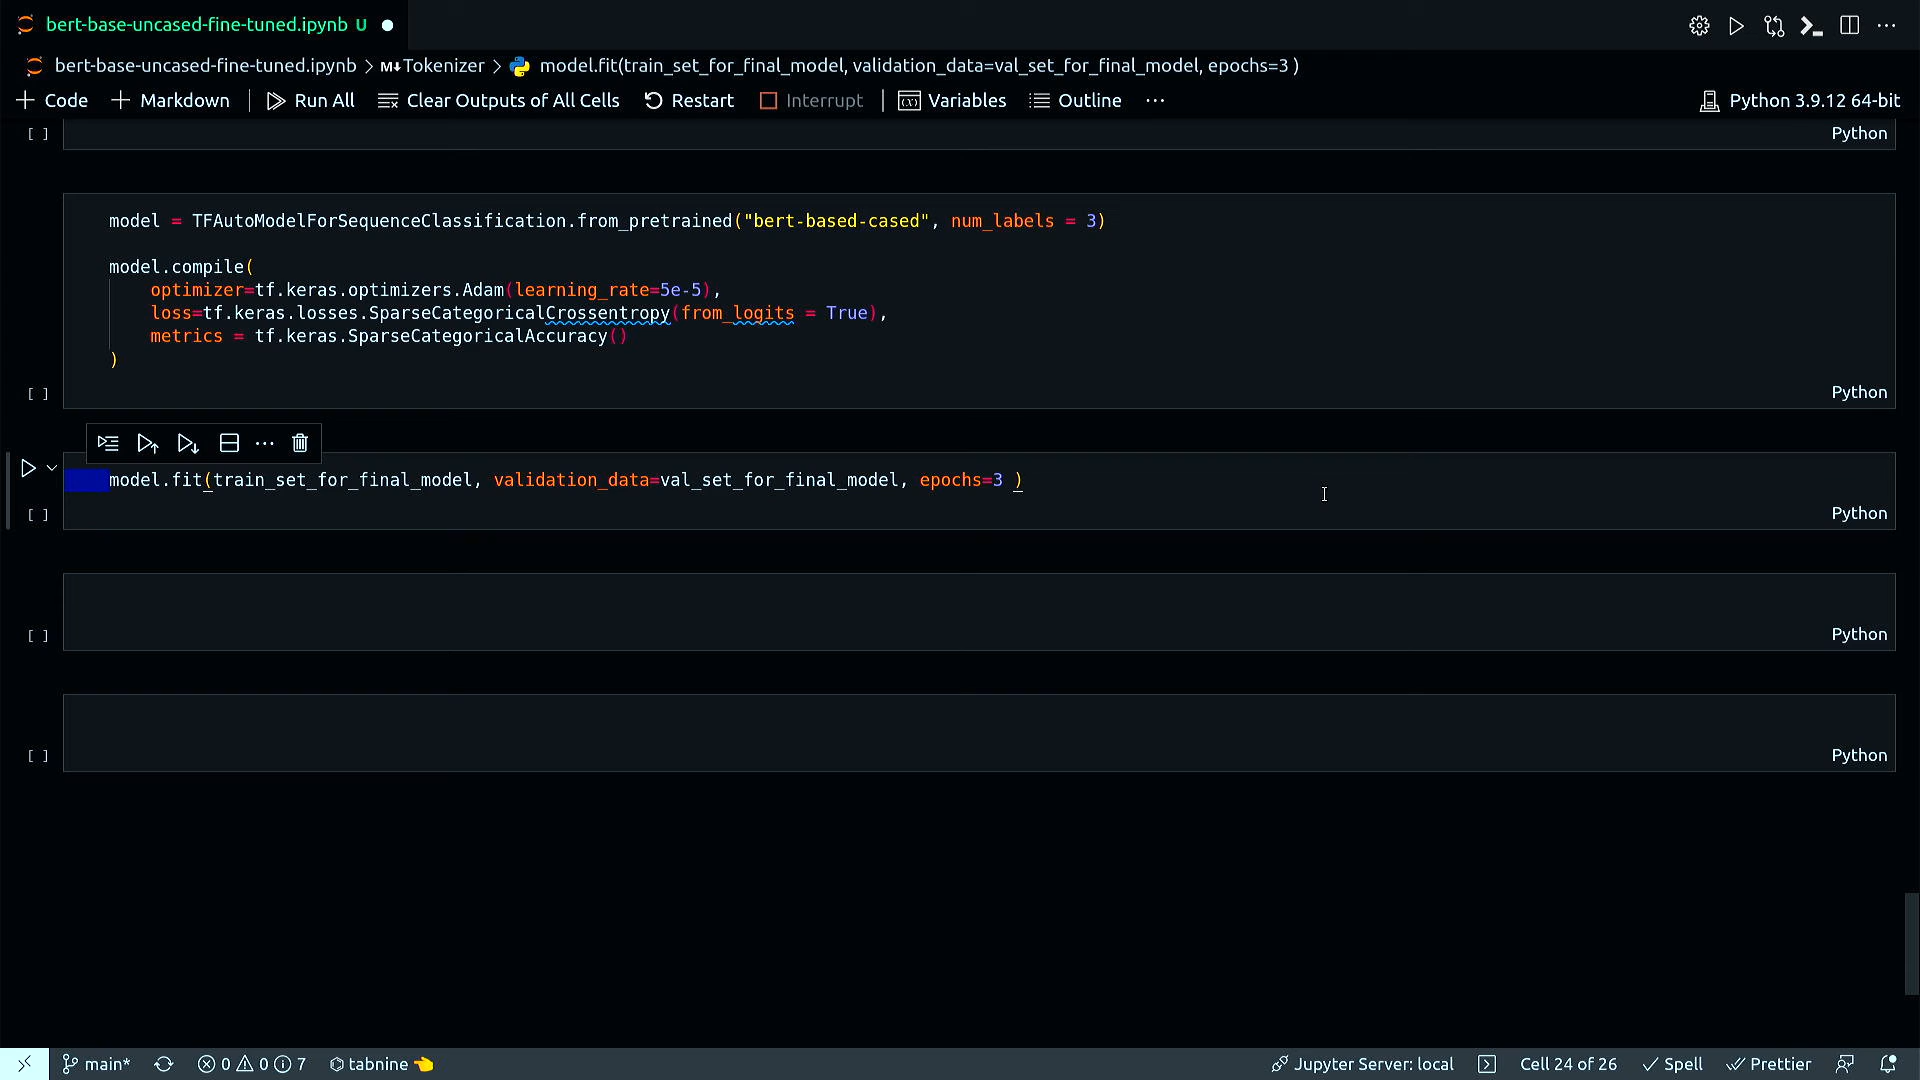 bert-base-uncased-fine-tuned.ipynb U
bert-base-uncased-fine-tuned.ipynb > M↓Tokenizer > model.fit(train_set_for_final_model, validation_data=val_set_for_final_model, epochs=3 )
+ Code + Markdown | Run All Clear Outputs of All Cells Restart Interrupt | Variables Outline ··· Python 3.9.12 64-bit
[ ] Python
model = TFAutoModelForSequenceClassification.from_pretrained("bert-based-cased", num_labels = 3)
model.compile(
optimizer=tf.keras.optimizers.Adam(learning_rate=5e-5),
loss=tf.keras.losses.SparseCategoricalCrossentropy(from_logits = True),
metrics = tf.keras.SparseCategoricalAccuracy()
)
[ ] Python
model.fit(train_set_for_final_model, validation_data=val_set_for_final_model, epochs=3 )
[ ] Python
[ ] Python
[ ] Python
main* 0 0 7 tabnine Jupyter Server: local Cell 24 of 26 Spell Prettier